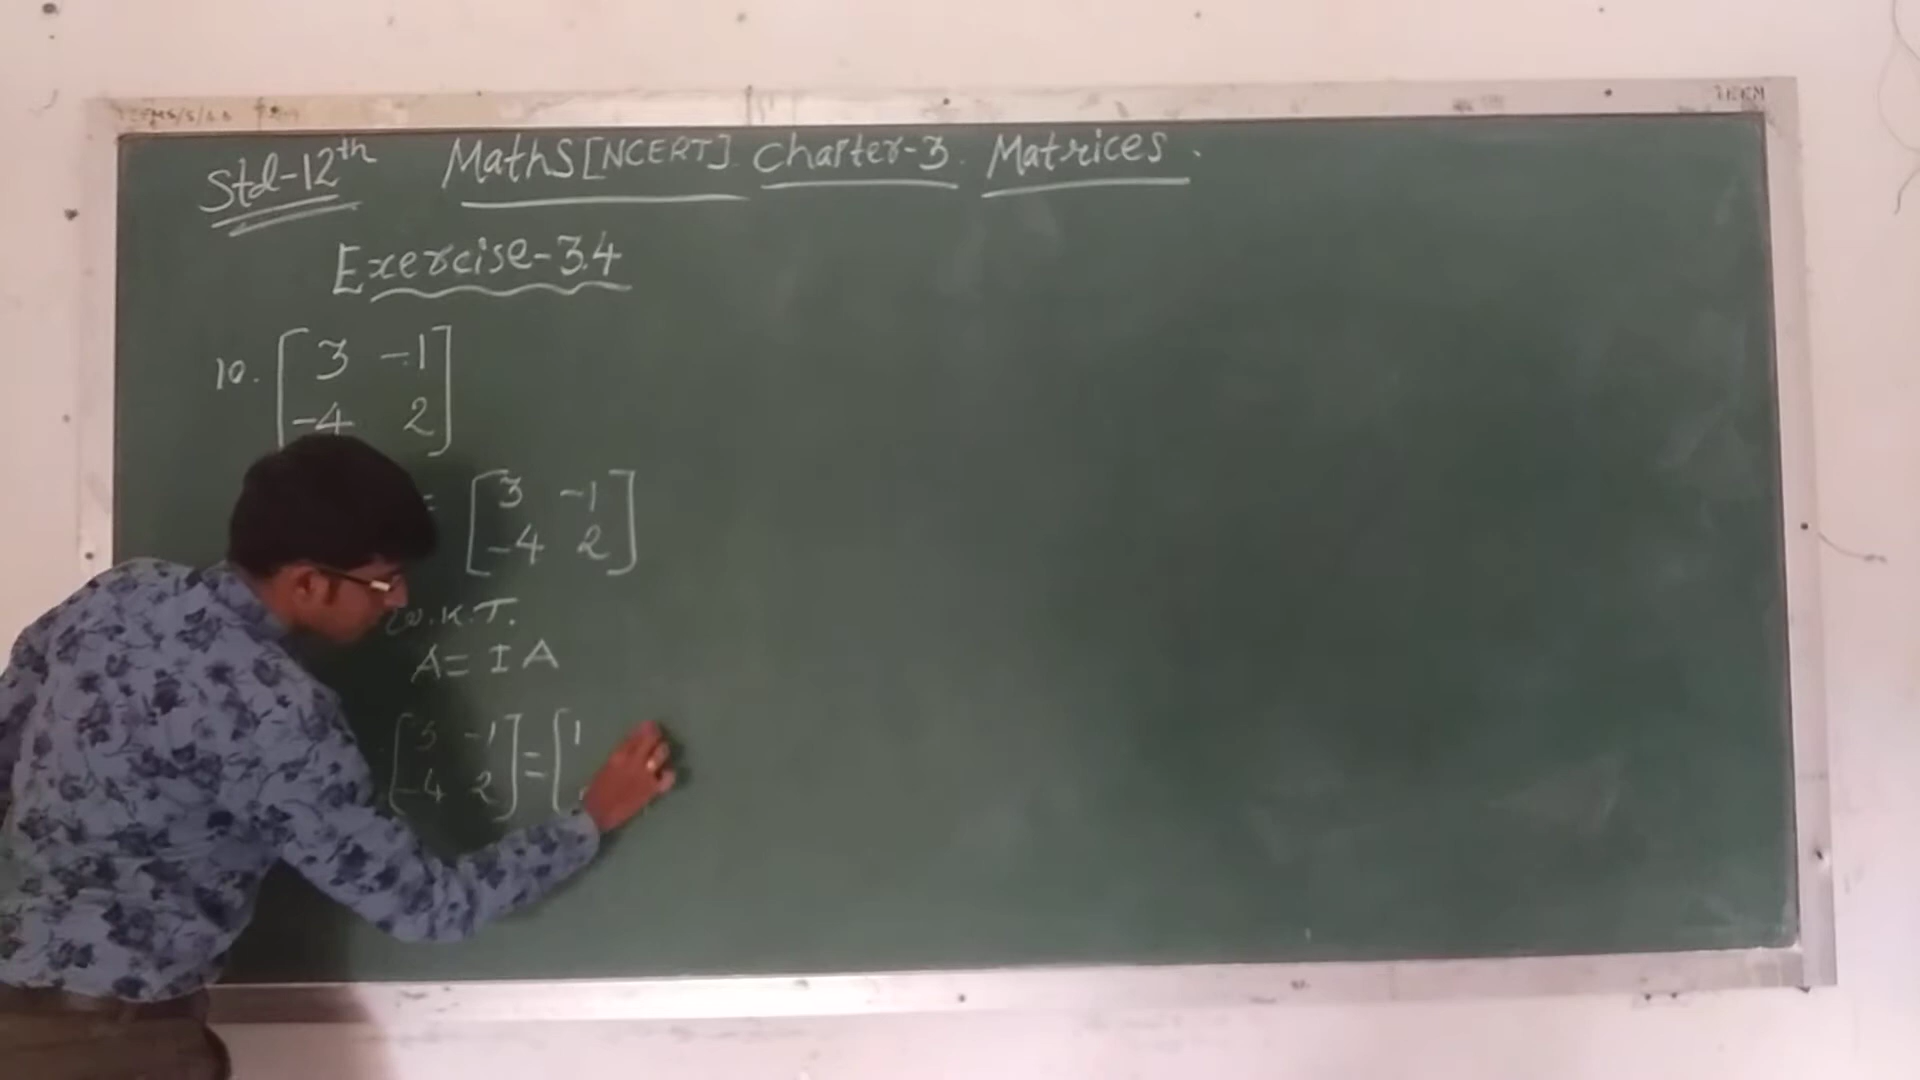 Std-12th Maths[NCERT] Chapter-3. Matrices.
Exercise-3.4
10. [ 3 -1
-4 2 ]
= [ 3 -1
-4 2 ]
W.K.T.
A = I A
[ 3 -1
-4 2 ] = [ 1